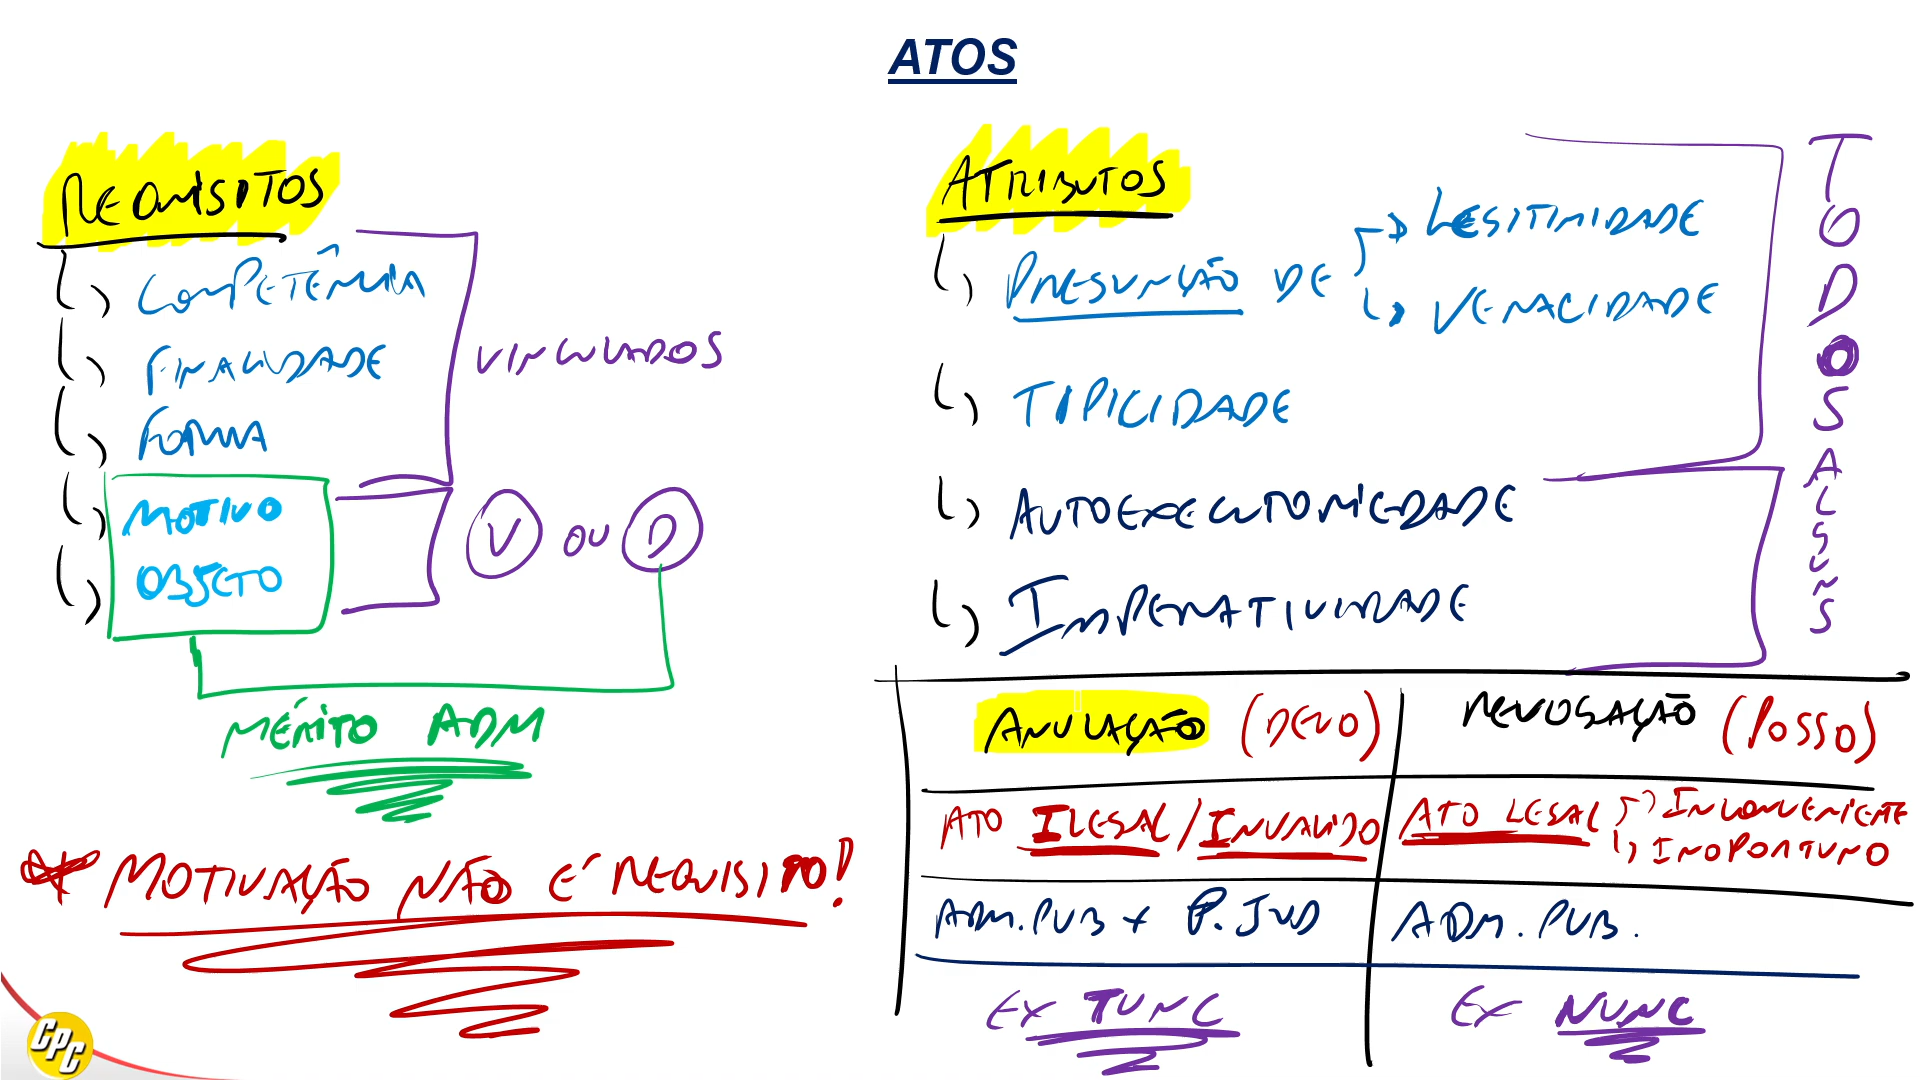 ATOS
REQUISITOS
COMPETÊNCIA
FINALIDADE
FORMA
VINCULADOS
MOTIVO
OBJETO
V OU D
MÉRITO ADM
* MOTIVAÇÃO NÃO É REQUISITO!
ATRIBUTOS
PRESUNÇÃO DE
LEGITIMIDADE
VERACIDADE
TIPICIDADE
TODOS
AUTOEXECUTORIEDADE
IMPERATIVIDADE
ALGUNS
ANULAÇÃO (DEVO)
REVOGAÇÃO (POSSO)
ATO ILEGAL/INVALIDO
ATO LEGAL
INCONVENIENTE
INOPORTUNO
ADM. PUB + P. JUD
ADM. PUB.
EX TUNC
EX NUNC
CPC